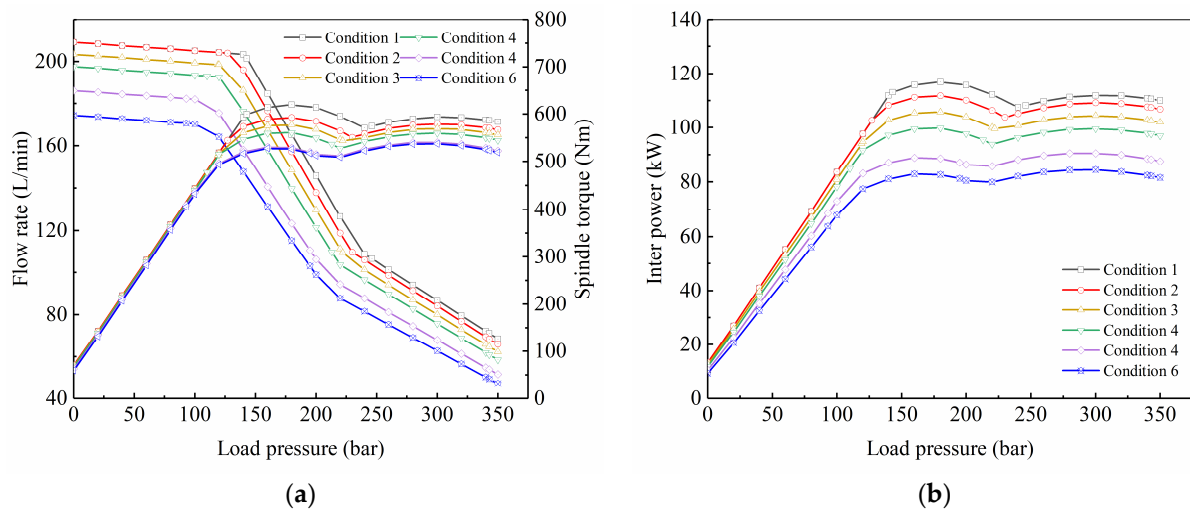 Flow rate (L/min)
200
160
120
80
40
Condition 1
Condition 2
Condition 3
Condition 4
Condition 4
Condition 6
800
700
600
500
400
300
200
100
0
Spindle torque (Nm)
0 50 100 150 200 250 300 350
Load pressure (bar)
(a)
Inter power (kW)
140
120
100
80
60
40
20
0
Condition 1
Condition 2
Condition 3
Condition 4
Condition 4
Condition 6
0 50 100 150 200 250 300 350
Load pressure (bar)
(b)